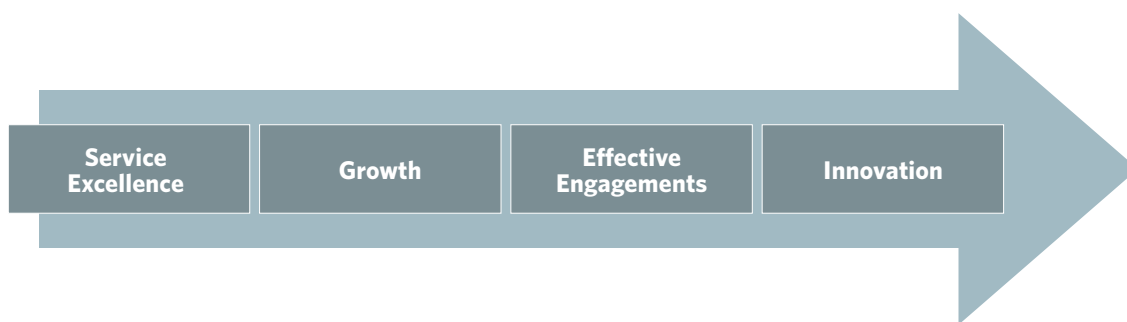 Service
Excellence
Growth
Effective
Engagements
Innovation